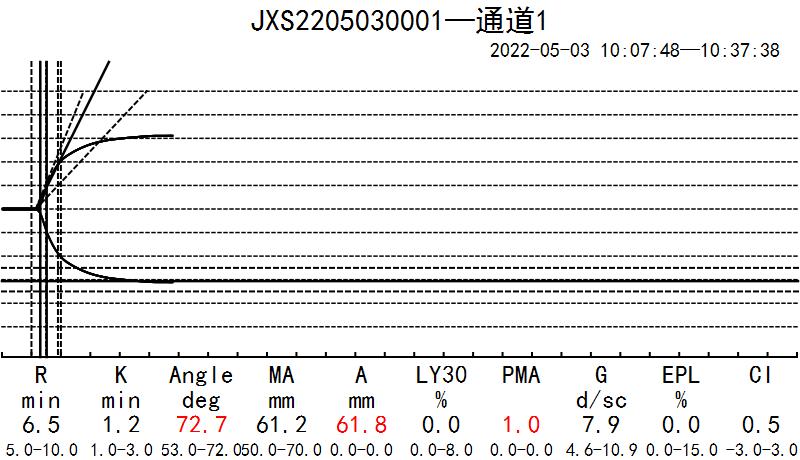 JXS2205030001—通道1
2022-05-03 10:07:48—10:37:38
R K Angle MA A LY30 PMA G EPL CI
min min deg mm mm % d/sc %
6.5 1.2 72.7 61.2 61.8 0.0 1.0 7.9 0.0 0.5
5.0-10.0 1.0-3.0 53.0-72.0 50.0-70.0 0.0-0.0 0.0-8.0 0.0-0.0 4.6-10.9 0.0-15.0 -3.0-3.0